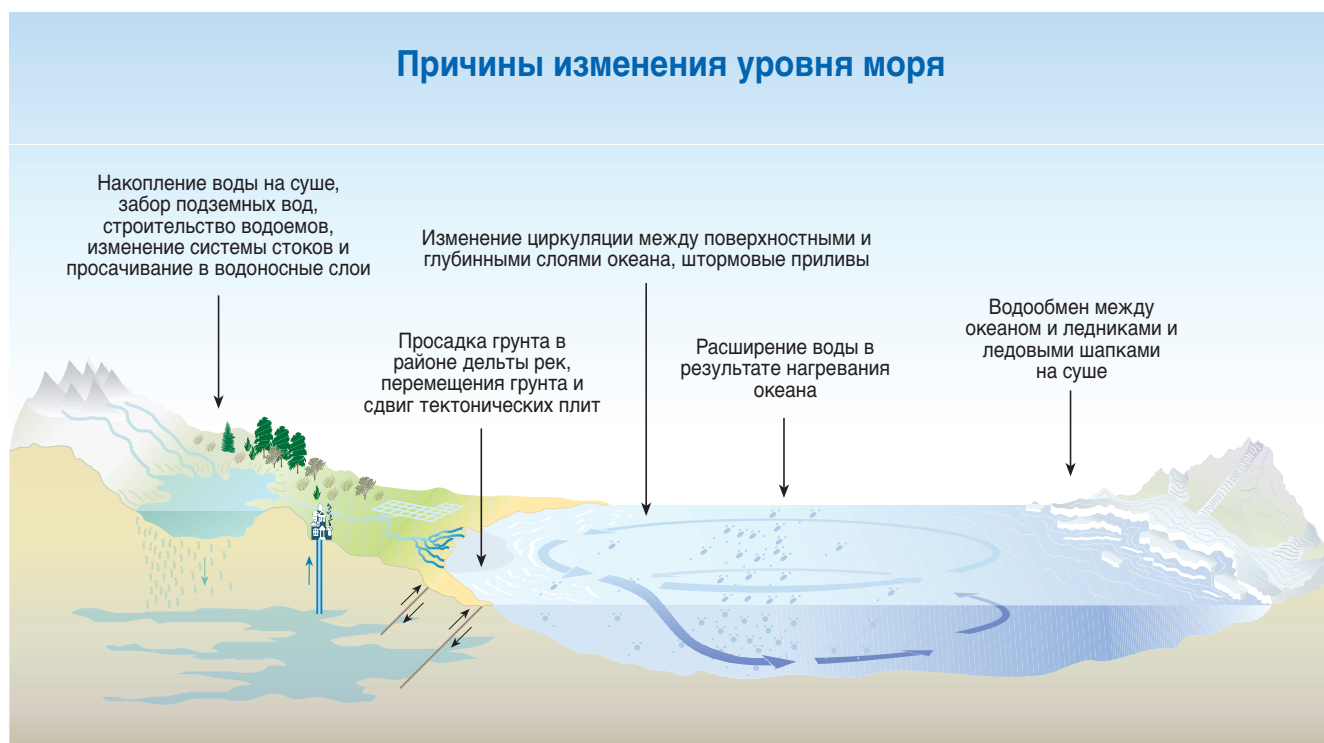 Причины изменения уровня моря
Накопление воды на суше,
забор подземных вод,
строительство водоемов,
изменение системы стоков и
просачивание в водоносные слои
Изменение циркуляции между поверхностными и
глубинными слоями океана, штормовые приливы
Просадка грунта в
районе дельты рек,
перемещения грунта и
сдвиг тектонических плит
Расширение воды в
результате нагревания
океана
Водообмен между
океаном и ледниками и
ледовыми шапками
на суше